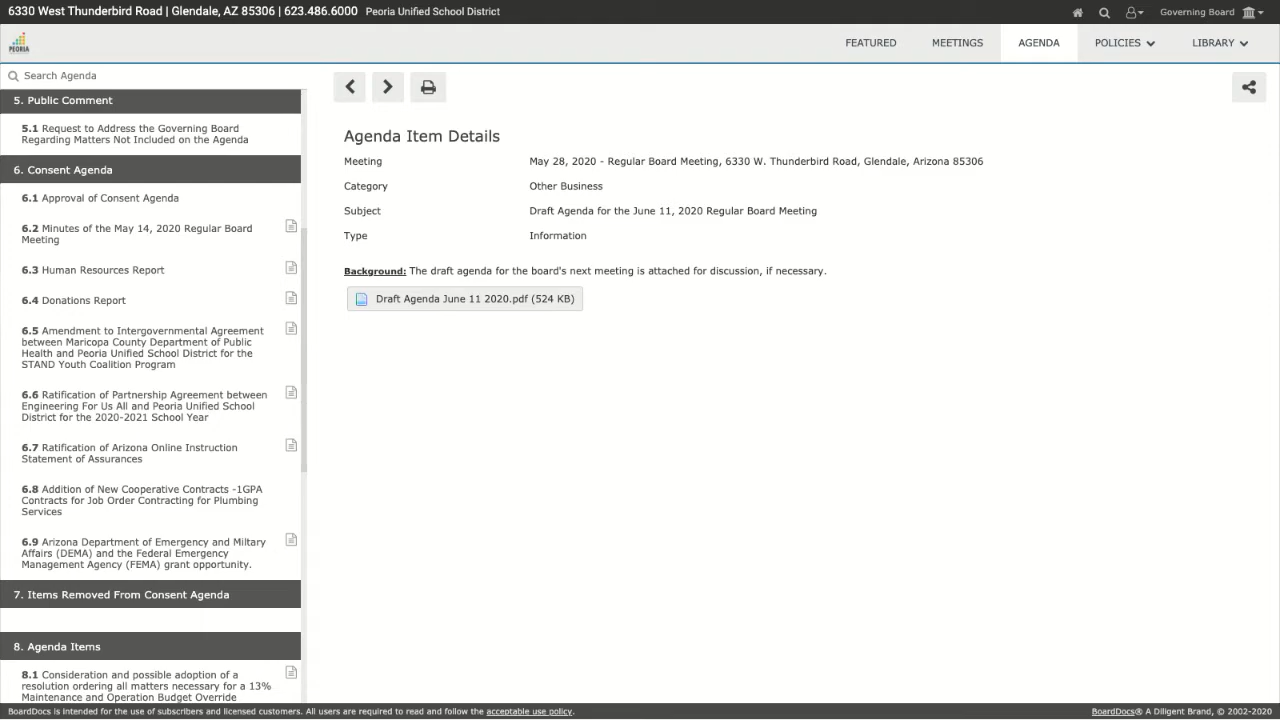 6330 West Thunderbird Road | Glendale, AZ 85306 | 623.486.6000 Peoria Unified School District
Governing Board
PEORIA
FEATURED MEETINGS AGENDA POLICIES LIBRARY
Search Agenda
5. Public Comment
5.1 Request to Address the Governing Board
Regarding Matters Not Included on the Agenda
6. Consent Agenda
6.1 Approval of Consent Agenda
6.2 Minutes of the May 14, 2020 Regular Board
Meeting
6.3 Human Resources Report
6.4 Donations Report
6.5 Amendment to Intergovernmental Agreement
between Maricopa County Department of Public
Health and Peoria Unified School District for the
STAND Youth Coalition Program
6.6 Ratification of Partnership Agreement between
Engineering For Us All and Peoria Unified School
District for the 2020-2021 School Year
6.7 Ratification of Arizona Online Instruction
Statement of Assurances
6.8 Addition of New Cooperative Contracts -1GPA
Contracts for Job Order Contracting for Plumbing
Services
6.9 Arizona Department of Emergency and Miltary
Affairs (DEMA) and the Federal Emergency
Management Agency (FEMA) grant opportunity.
7. Items Removed From Consent Agenda
8. Agenda Items
8.1 Consideration and possible adoption of a
resolution ordering all matters necessary for a 13%
Maintenance and Operation Budget Override
Agenda Item Details
Meeting May 28, 2020 - Regular Board Meeting, 6330 W. Thunderbird Road, Glendale, Arizona 85306
Category Other Business
Subject Draft Agenda for the June 11, 2020 Regular Board Meeting
Type Information
Background: The draft agenda for the board's next meeting is attached for discussion, if necessary.
Draft Agenda June 11 2020.pdf (524 KB)
BoardDocs is intended for the use of subscribers and licensed customers. All users are required to read and follow the acceptable use policy.
BoardDocs® A Diligent Brand, © 2002-2020